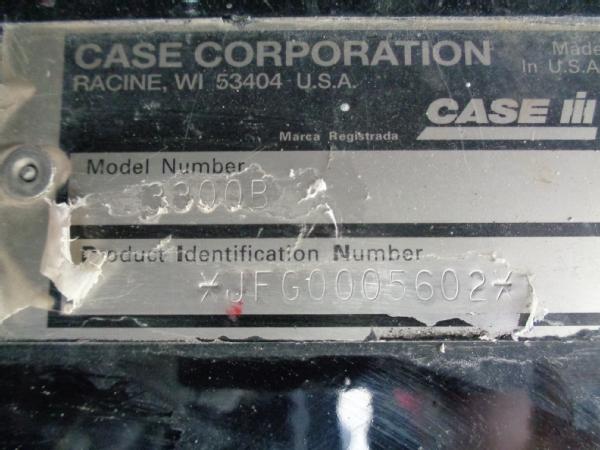 CASE CORPORATION
RACINE, WI 53404 U.S.A.
Made
In U.S.A.
CASE IH
Marca Registrada
Model Number
3300B
Product Identification Number
*JFG0005602*